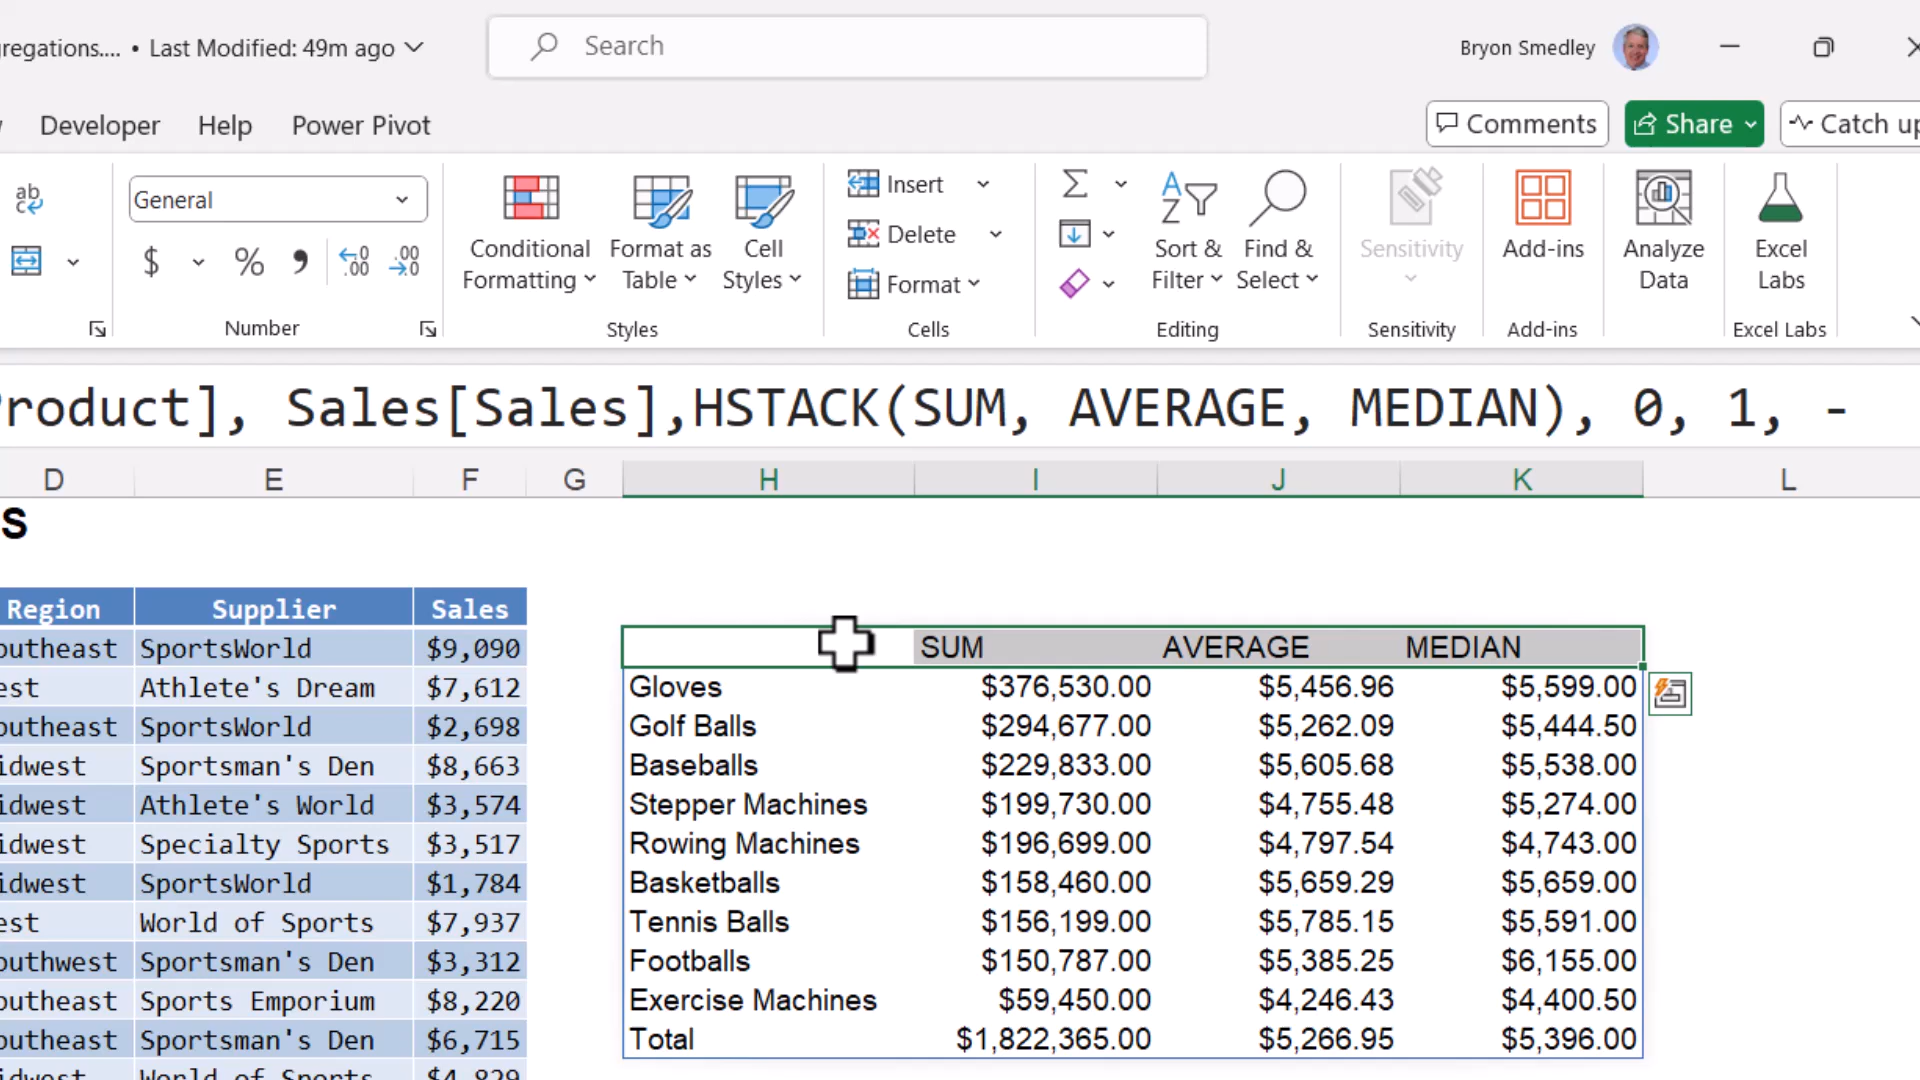 regations.... • Last Modified: 49m ago
Search
Bryon Smedley
Developer Help Power Pivot
Comments Share Catch up
General
Conditional Formatting
Format as Table
Cell Styles
Insert
Delete
Format
Sort & Filter
Find & Select
Sensitivity
Add-ins
Analyze Data
Excel Labs
Number Styles Cells Editing Sensitivity Add-ins Excel Labs
Product], Sales[Sales],HSTACK(SUM, AVERAGE, MEDIAN), 0, 1, -
D E F G H I J K L
s
Region Supplier Sales
outheast SportsWorld $9,090 SUM AVERAGE MEDIAN
est Athlete's Dream $7,612 Gloves $376,530.00 $5,456.96 $5,599.00
outheast SportsWorld $2,698 Golf Balls $294,677.00 $5,262.09 $5,444.50
idwest Sportsman's Den $8,663 Baseballs $229,833.00 $5,605.68 $5,538.00
idwest Athlete's World $3,574 Stepper Machines $199,730.00 $4,755.48 $5,274.00
idwest Specialty Sports $3,517 Rowing Machines $196,699.00 $4,797.54 $4,743.00
idwest SportsWorld $1,784 Basketballs $158,460.00 $5,659.29 $5,659.00
est World of Sports $7,937 Tennis Balls $156,199.00 $5,785.15 $5,591.00
outhwest Sportsman's Den $3,312 Footballs $150,787.00 $5,385.25 $6,155.00
outheast Sports Emporium $8,220 Exercise Machines $59,450.00 $4,246.43 $4,400.50
outheast Sportsman's Den $6,715 Total $1,822,365.00 $5,266.95 $5,396.00
idwest World of Sports $4,829